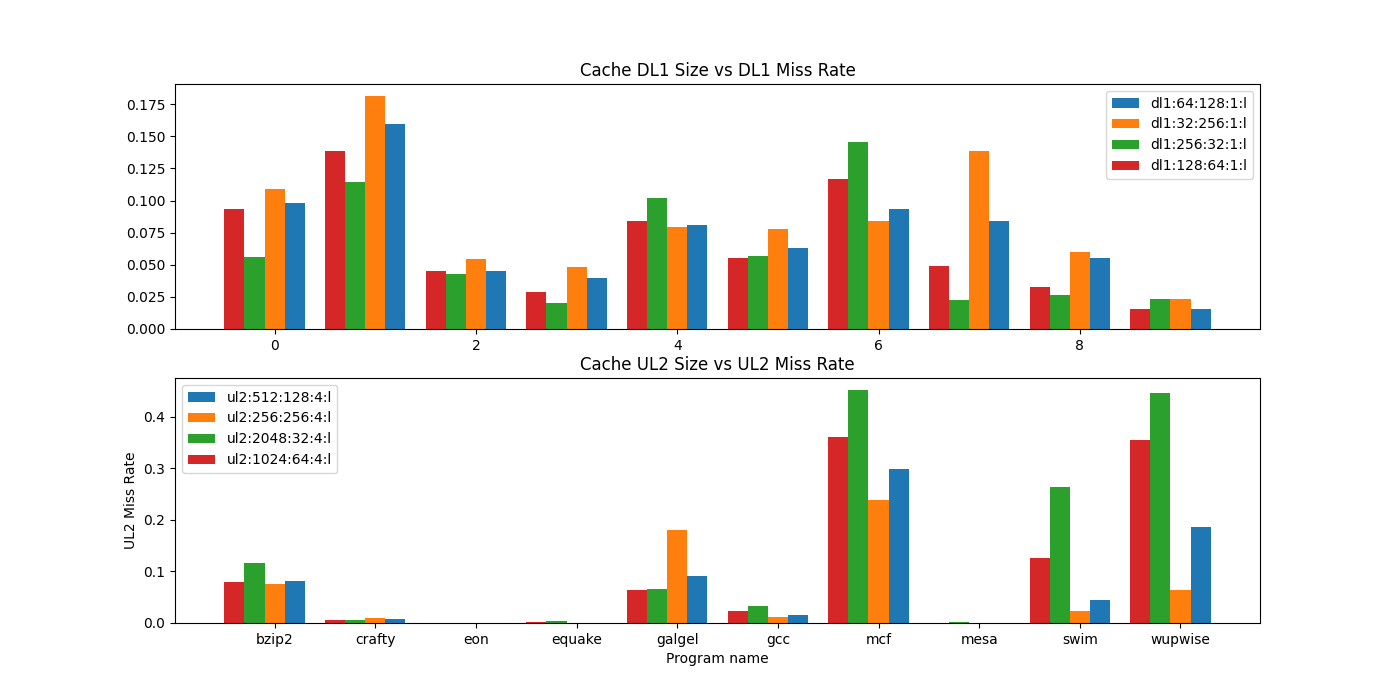 Cache DL1 Size vs DL1 Miss Rate
0.175
0.150
0.125
0.100
0.075
0.050
0.025
0.000
dl1:64:128:1:l
dl1:32:256:1:l
dl1:256:32:1:l
dl1:128:64:1:l
0 2 4 6 8
Cache UL2 Size vs UL2 Miss Rate
UL2 Miss Rate
0.4
0.3
0.2
0.1
0.0
ul2:512:128:4:l
ul2:256:256:4:l
ul2:2048:32:4:l
ul2:1024:64:4:l
bzip2 crafty eon equake galgel gcc mcf mesa swim wupwise
Program name